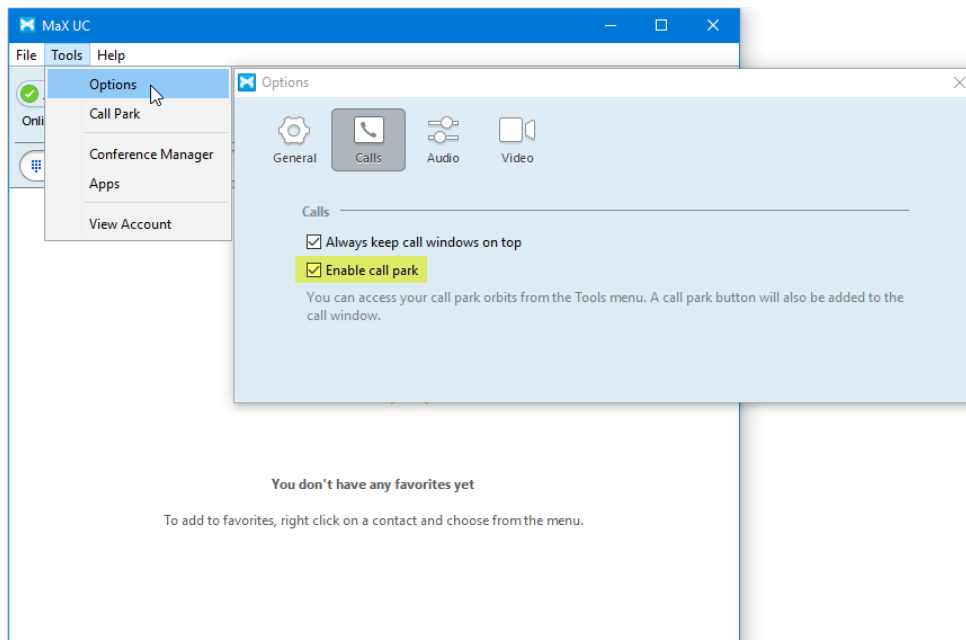 MaX UC
File Tools Help
Options
Call Park
Conference Manager
Apps
View Account
Onli
Options
General Calls Audio Video
Calls
Always keep call windows on top
Enable call park
You can access your call park orbits from the Tools menu. A call park button will also be added to the
call window.
You don't have any favorites yet
To add to favorites, right click on a contact and choose from the menu.